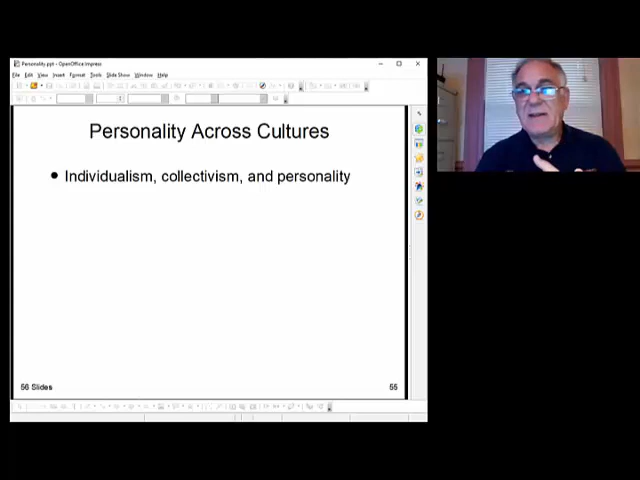 Personality.ppt - OpenOffice Impress
File Edit View Insert Format Tools Slide Show Window Help
Personality Across Cultures
• Individualism, collectivism, and personality
56 Slides
55